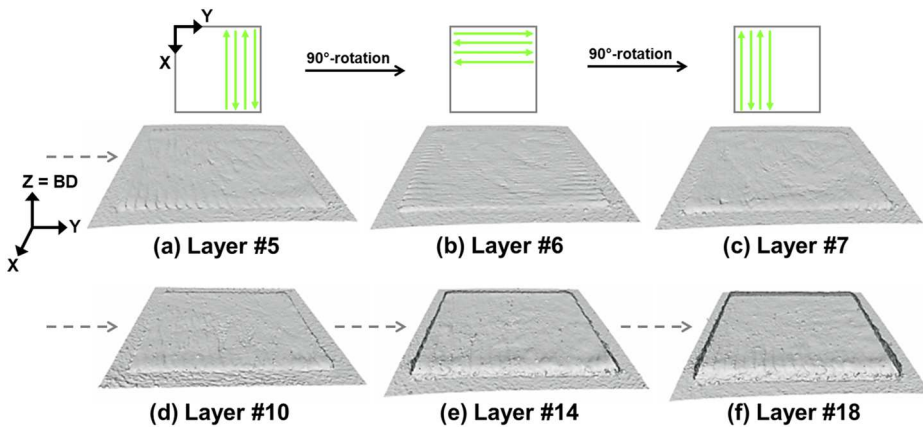 Y
X
90°-rotation
90°-rotation
Z = BD
Y
X
(a) Layer #5
(b) Layer #6
(c) Layer #7
(d) Layer #10
(e) Layer #14
(f) Layer #18